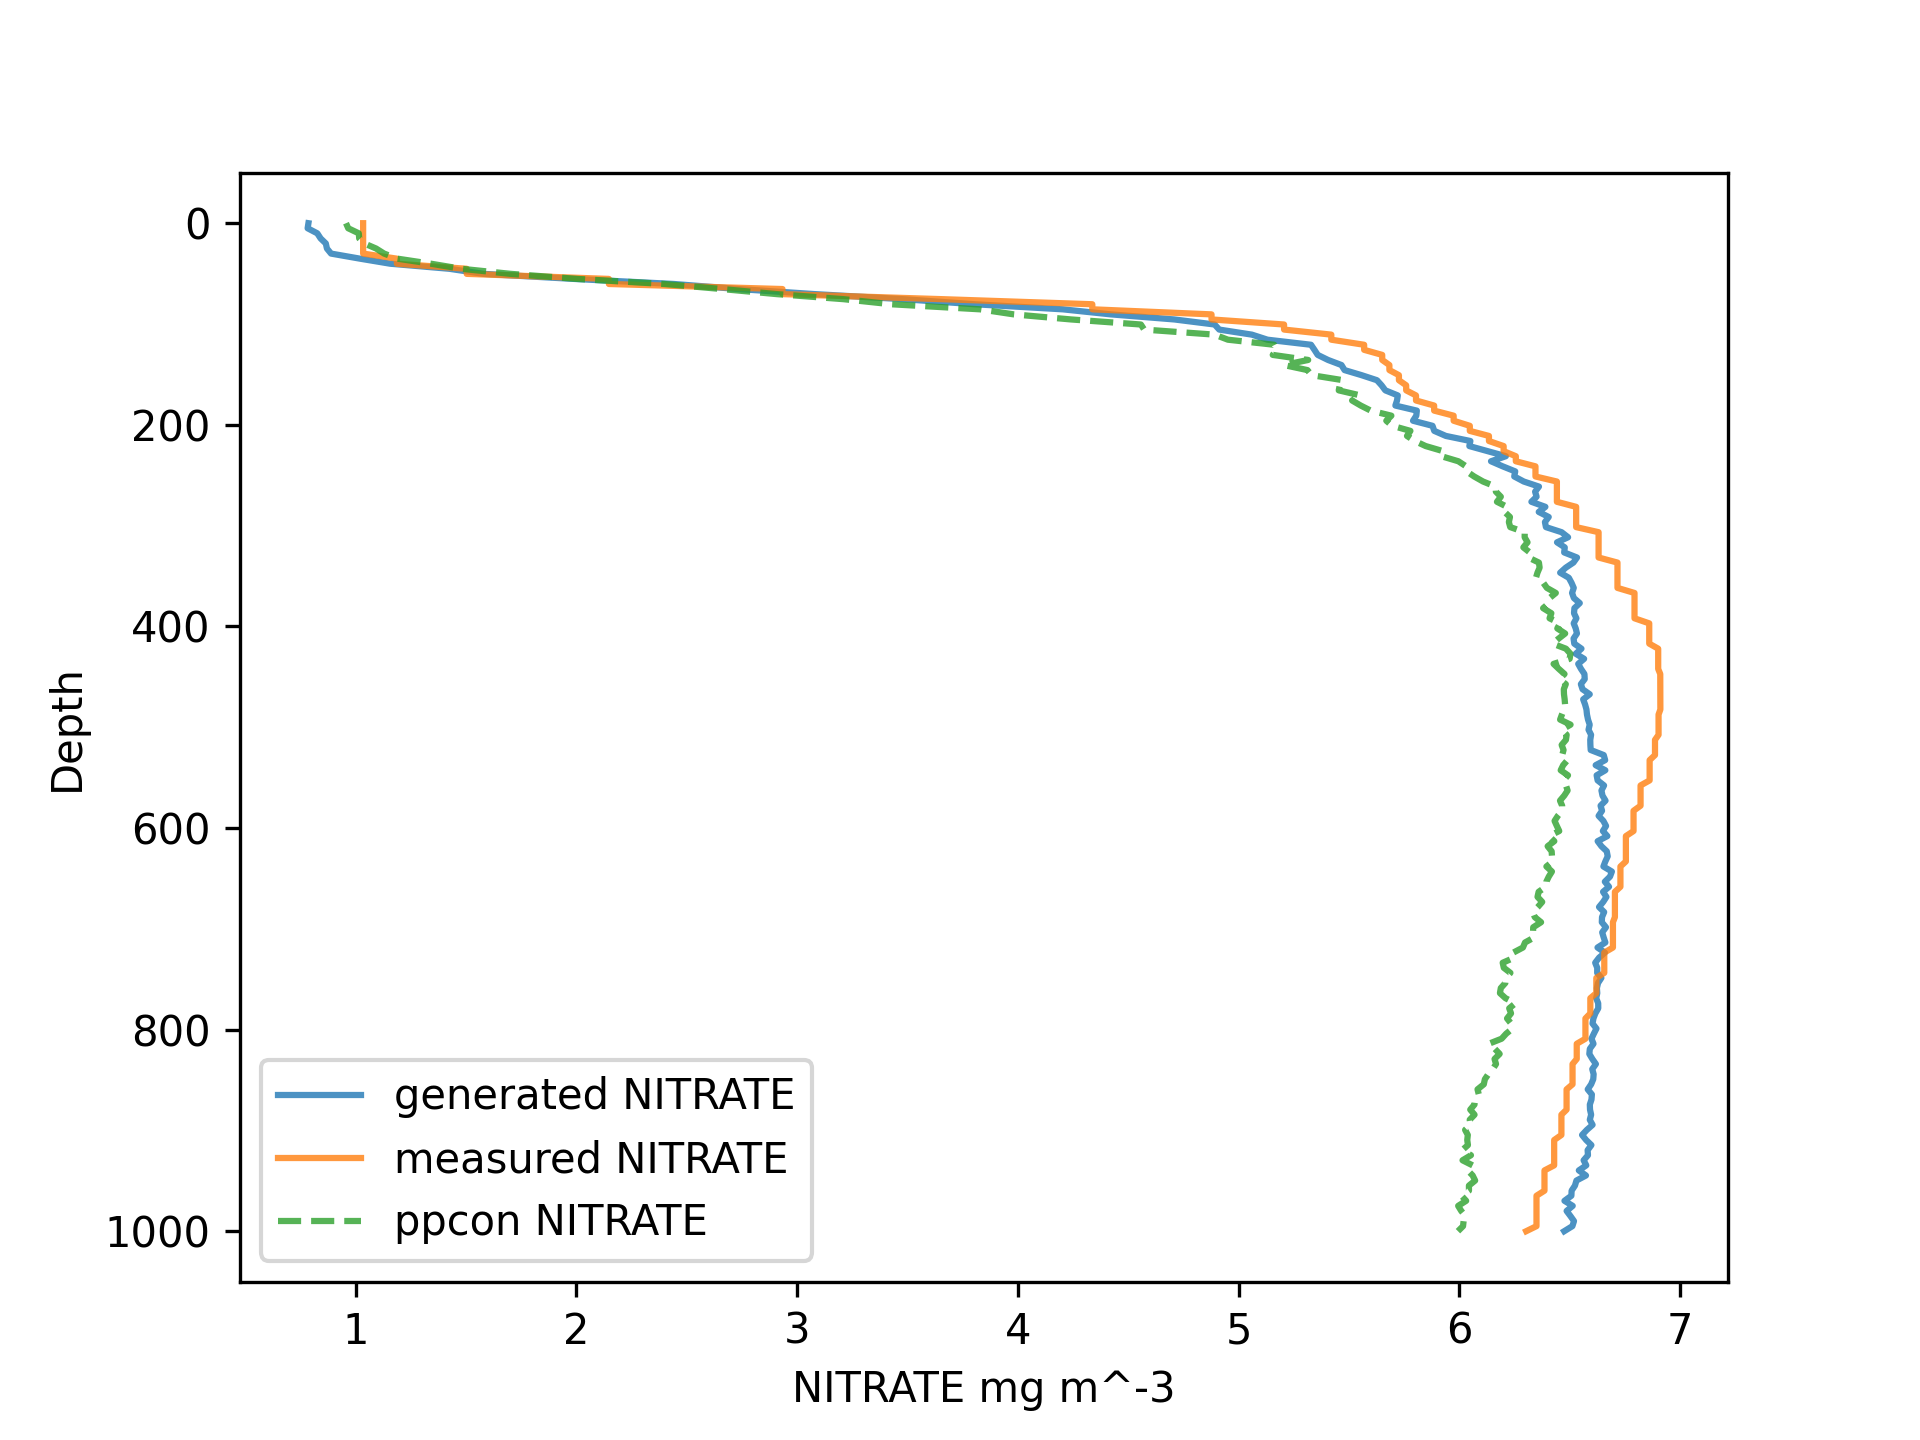 0
200
400
600
800
1000
Depth
generated NITRATE
measured NITRATE
ppcon NITRATE
1 2 3 4 5 6 7
NITRATE mg m^-3